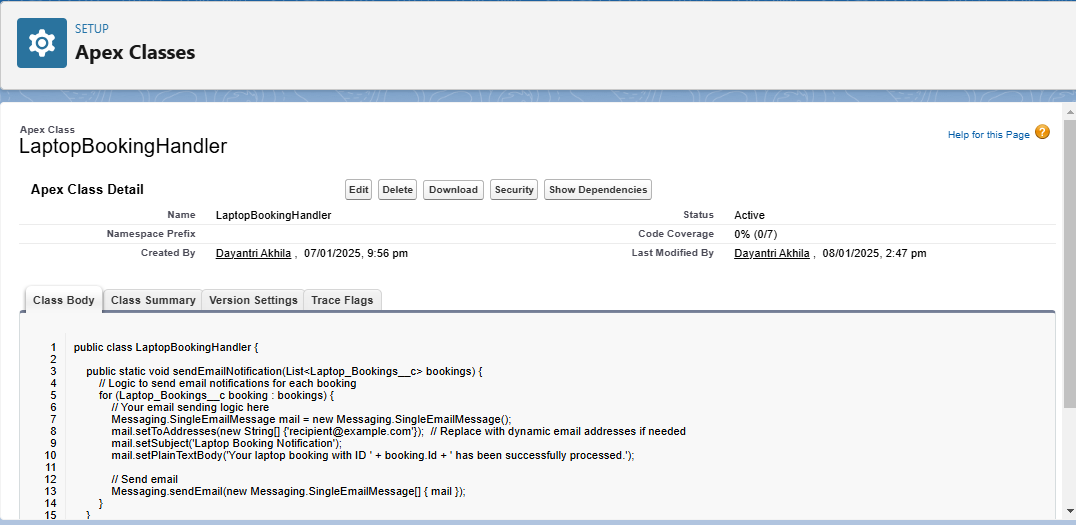 SETUP
Apex Classes
Apex Class
LaptopBookingHandler
Help for this Page ?
Apex Class Detail
Edit Delete Download Security Show Dependencies
Name LaptopBookingHandler Status Active
Namespace Prefix Code Coverage 0% (0/7)
Created By Dayantri Akhila , 07/01/2025, 9:56 pm Last Modified By Dayantri Akhila , 08/01/2025, 2:47 pm
Class Body Class Summary Version Settings Trace Flags
1 public class LaptopBookingHandler {
2
3 public static void sendEmailNotification(List<Laptop_Bookings__c> bookings) {
4 // Logic to send email notifications for each booking
5 for (Laptop_Bookings__c booking : bookings) {
6 // Your email sending logic here
7 Messaging.SingleEmailMessage mail = new Messaging.SingleEmailMessage();
8 mail.setToAddresses(new String[] {'recipient@example.com'}); // Replace with dynamic email addresses if needed
9 mail.setSubject('Laptop Booking Notification');
10 mail.setPlainTextBody('Your laptop booking with ID ' + booking.Id + ' has been successfully processed.');
11
12 // Send email
13 Messaging.sendEmail(new Messaging.SingleEmailMessage[] { mail });
14 }
15 }